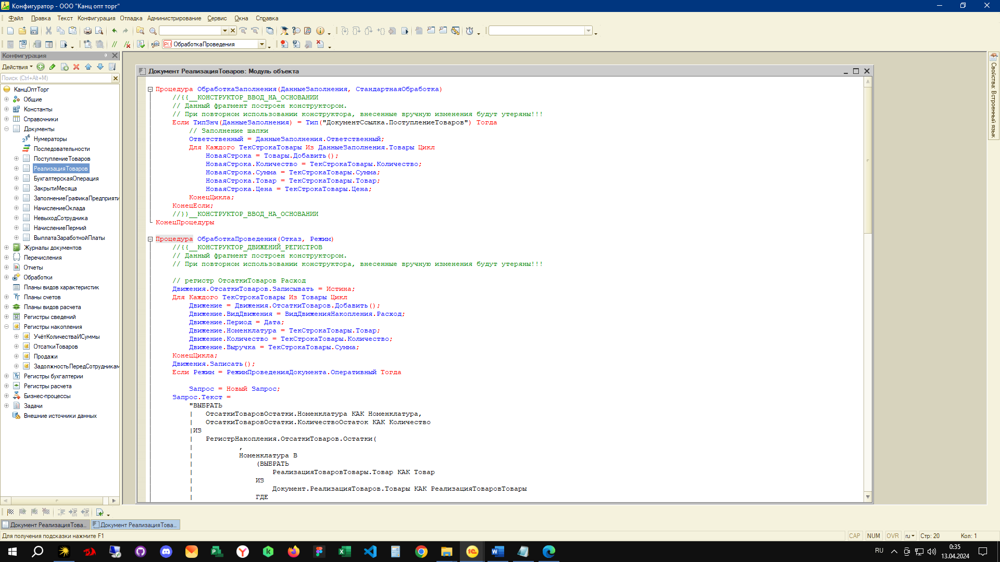 Конфигуратор - ООО "Канц опт торг"
Файл Правка Текст Конфигурация Отладка Администрирование Сервис Окна Справка
ОбработкаПроведения
Конфигурация
Действия
Поиск (Ctrl+Alt+M)
КанцОптТорг
Общие
Константы
Справочники
Документы
Нумераторы
Последовательности
ПоступлениеТоваров
РеализацияТоваров
БухгалтерскаяОперация
ЗакрытиМесяца
ЗаполнениеГрафикаПредприяти
НачислениеОклада
НевыходСотрудника
НачислениеПермий
ВыплатаЗаработнойПлаты
Журналы документов
Перечисления
Отчеты
Обработки
Планы видов характеристик
Планы счетов
Планы видов расчета
Регистры сведений
Регистры накопления
УчётКоличестваИСуммы
ОтсаткиТоваров
Продажи
ЗадолжностьПередСотрудникам
Регистры бухгалтерии
Регистры расчета
Бизнес-процессы
Задачи
Внешние источники данных
Документ РеализацияТоваров: Модуль объекта
Процедура ОбработкаЗаполнения(ДанныеЗаполнения, СтандартнаяОбработка)
//{{__КОНСТРУКТОР_ВВОД_НА_ОСНОВАНИИ
// Данный фрагмент построен конструктором.
// При повторном использовании конструктора, внесенные вручную изменения будут утеряны!!!
Если ТипЗнч(ДанныеЗаполнения) = Тип("ДокументСсылка.ПоступлениеТоваров") Тогда
// Заполнение шапки
Ответственный = ДанныеЗаполнения.Ответственный;
Для Каждого ТекСтрокаТовары Из ДанныеЗаполнения.Товары Цикл
НоваяСтрока = Товары.Добавить();
НоваяСтрока.Количество = ТекСтрокаТовары.Количество;
НоваяСтрока.Сумма = ТекСтрокаТовары.Сумма;
НоваяСтрока.Товар = ТекСтрокаТовары.Товар;
НоваяСтрока.Цена = ТекСтрокаТовары.Цена;
КонецЦикла;
КонецЕсли;
//}}__КОНСТРУКТОР_ВВОД_НА_ОСНОВАНИИ
КонецПроцедуры
Процедура ОбработкаПроведения(Отказ, Режим)
//{{__КОНСТРУКТОР_ДВИЖЕНИЙ_РЕГИСТРОВ
// Данный фрагмент построен конструктором.
// При повторном использовании конструктора, внесенные вручную изменения будут утеряны!!!
// регистр ОтсаткиТоваров Расход
Движения.ОтсаткиТоваров.Записывать = Истина;
Для Каждого ТекСтрокаТовары Из Товары Цикл
Движение = Движения.ОтсаткиТоваров.Добавить();
Движение.ВидДвижения = ВидДвиженияНакопления.Расход;
Движение.Период = Дата;
Движение.Номенклатура = ТекСтрокаТовары.Товар;
Движение.Количество = ТекСтрокаТовары.Количество;
Движение.Выручка = ТекСтрокаТовары.Сумма;
КонецЦикла;
Движения.Записать();
Если Режим = РежимПроведенияДокумента.Оперативный Тогда
Запрос = Новый Запрос;
Запрос.Текст =
"ВЫБРАТЬ
| ОтсаткиТоваровОстатки.Номенклатура КАК Номенклатура,
| ОтсаткиТоваровОстатки.КоличествоОстаток КАК Количество
|ИЗ
| РегистрНакопления.ОтсаткиТоваров.Остатки(
| ,
| Номенклатура В
| (ВЫБРАТЬ
| РеализацияТоваровТовары.Товар КАК Товар
| ИЗ
| Документ.РеализацияТоваров.Товары КАК РеализацияТоваровТовары
| ГДЕ
Свойства: Встроенный язык
Документ РеализацияТова...
Документ РеализацияТова...
Для получения подсказки нажмите F1
CAP NUM OVR ru Стр: 20 Кол: 1
RU
0:35
13.04.2024